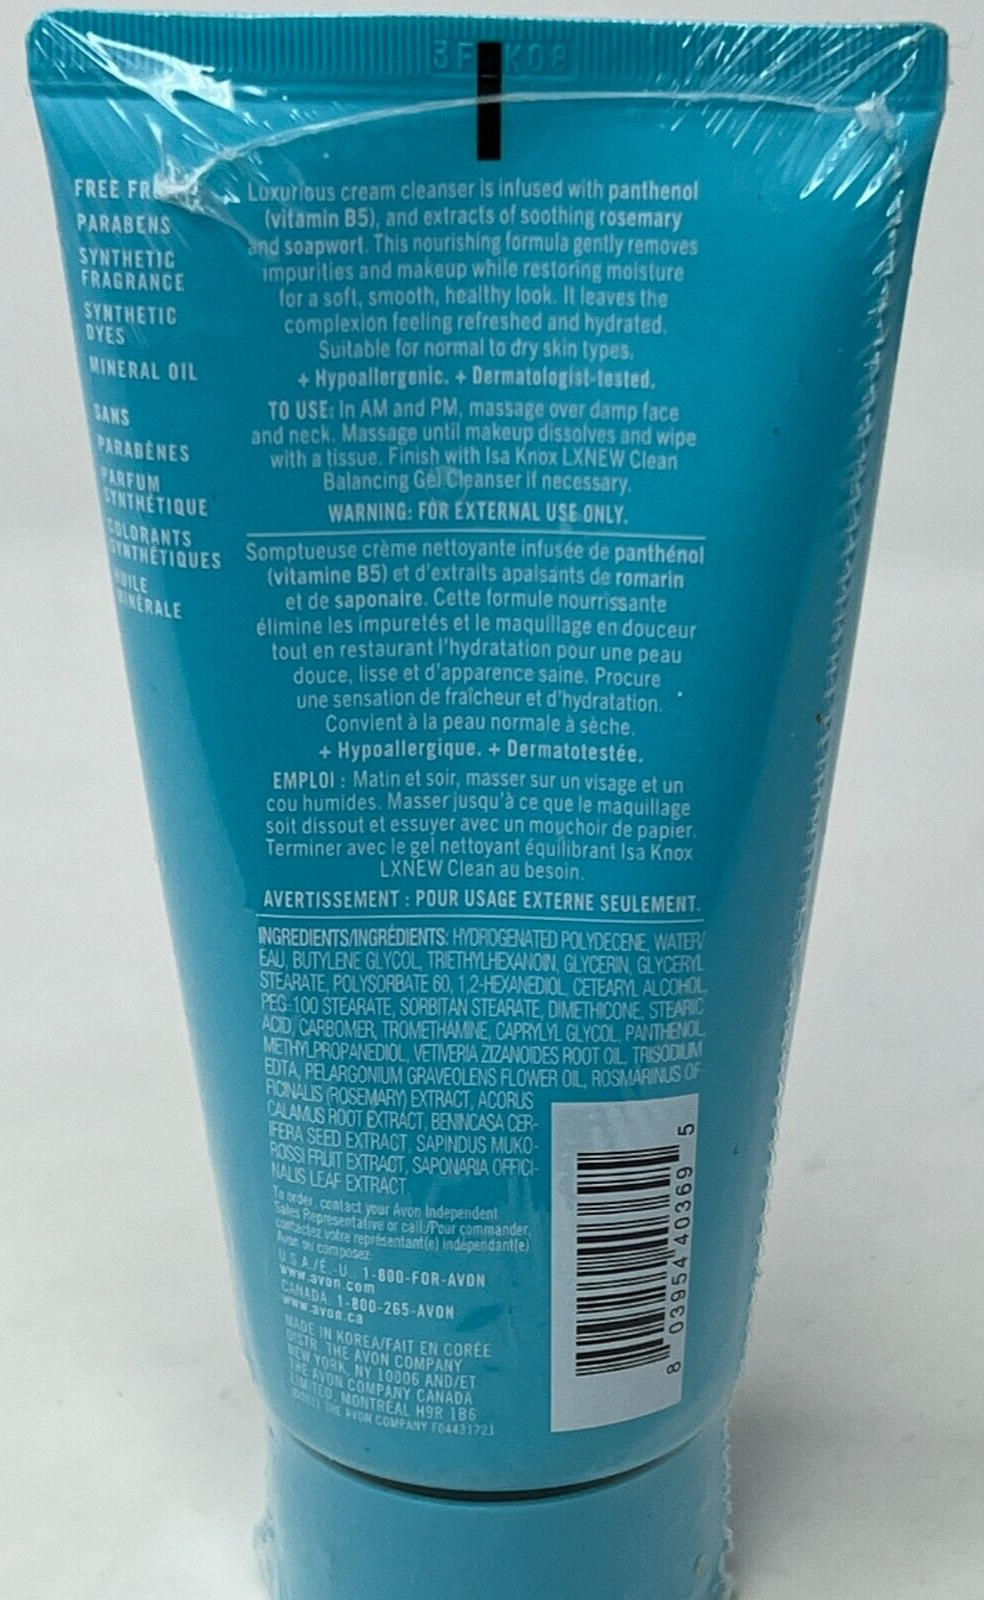 3F K08
FREE
PARABENS
SYNTHETIC
FRAGRANCE
SYNTHETIC
DYES
MINERAL OIL
SANS
PARABÈNES
PARFUM
SYNTHÉTIQUE
COLORANTS
SYNTHÉTIQUES
HUILE
MINÉRALE
Luxurious cream cleanser is infused with panthenol
(vitamin B5), and extracts of soothing rosemary
and soapwort. This nourishing formula gently removes
impurities and makeup while restoring moisture
for a soft, smooth, healthy look. It leaves the
complexion feeling refreshed and hydrated.
Suitable for normal to dry skin types.
+ Hypoallergenic. + Dermatologist-tested.
TO USE: In AM and PM, massage over damp face
and neck. Massage until makeup dissolves and wipe
with a tissue. Finish with Isa Knox LXNEW Clean
Balancing Gel Cleanser if necessary.
WARNING: FOR EXTERNAL USE ONLY.
Somptueuse crème nettoyante infusée de panthénol
(vitamine B5) et d'extraits apaisants de romarin
et de saponaire. Cette formule nourrissante
élimine les impuretés et le maquillage en douceur
tout en restaurant l'hydratation pour une peau
douce, lisse et d'apparence saine. Procure
une sensation de fraîcheur et d'hydratation.
Convient à la peau normale à sèche.
+ Hypoallergique. + Dermatotestée.
EMPLOI : Matin et soir, masser sur un visage et un
cou humides. Masser jusqu'à ce que le maquillage
soit dissout et essuyer avec un mouchoir de papier.
Terminer avec le gel nettoyant équilibrant Isa Knox
LXNEW Clean au besoin.
AVERTISSEMENT : POUR USAGE EXTERNE SEULEMENT.
INGREDIENTS/INGRÉDIENTS: HYDROGENATED POLYDECENE, WATER/
EAU, BUTYLENE GLYCOL, TRIETHYLHEXANOIN, GLYCERIN, GLYCERYL
STEARATE, POLYSORBATE 60, 1,2-HEXANEDIOL, CETEARYL ALCOHOL,
PEG-100 STEARATE, SORBITAN STEARATE, DIMETHICONE, STEARIC
ACID, CARBOMER, TROMETHAMINE, CAPRYLYL GLYCOL, PANTHENOL,
METHYLPROPANEDIOL, VETIVERIA ZIZANOIDES ROOT OIL, TRISODIUM
EDTA, PELARGONIUM GRAVEOLENS FLOWER OIL, ROSMARINUS OF-
FICINALIS (ROSEMARY) EXTRACT, ACORUS
CALAMUS ROOT EXTRACT, BENINCASA CER-
IFERA SEED EXTRACT, SAPINDUS MUKO-
ROSSI FRUIT EXTRACT, SAPONARIA OFFICI-
NALIS LEAF EXTRACT
To order, contact your Avon Independent
Sales Representative or call./Pour commander,
contactez votre représentant(e) indépendant(e)
Avon ou composez:
U.S.A./É.-U. 1-800-FOR-AVON
www.avon.com
CANADA: 1-800-265-AVON
www.avon.ca
MADE IN KOREA/FAIT EN CORÉE
DISTR. THE AVON COMPANY
NEW YORK, NY 10006 AND/ET
THE AVON COMPANY CANADA
LIMITED, MONTRÉAL H9R 1B6
©2021 THE AVON COMPANY F0443172J
8 03954 40369 5